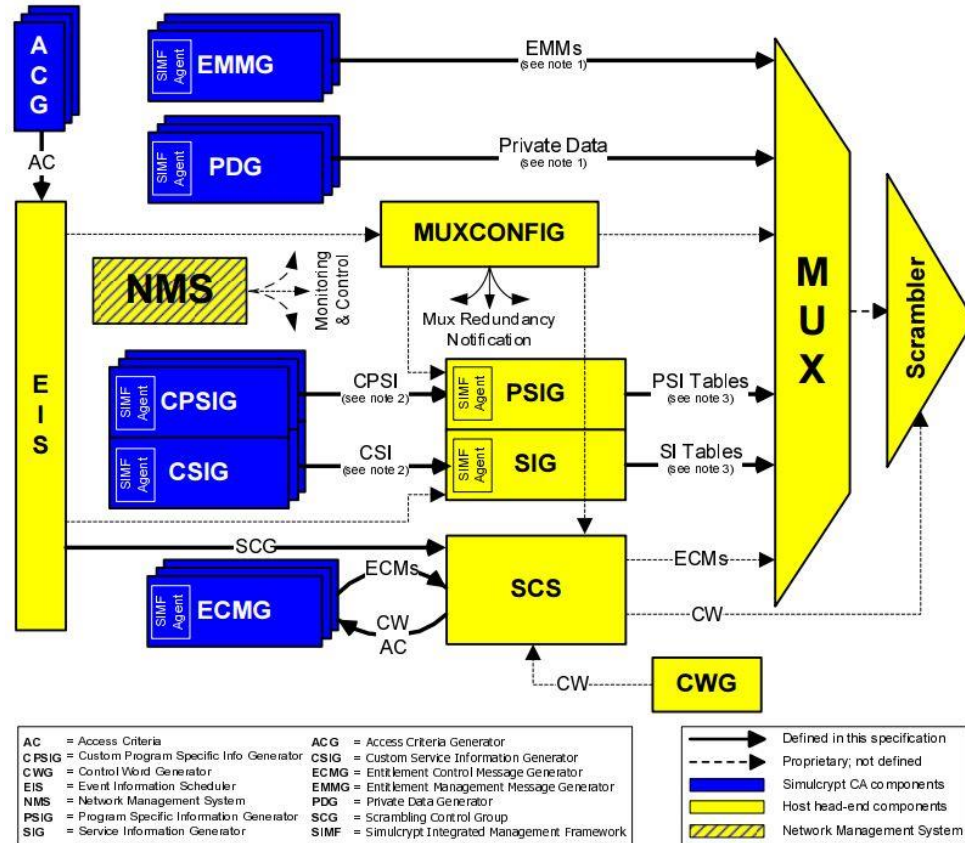 ACG
SIMF Agent
EMMG
EMMs
(see note 1)
SIMF Agent
PDG
Private Data
(see note 1)
AC
EIS
MUXCONFIG
MUX
Scrambler
NMS
Monitoring
& Control
Mux Redundancy
Notification
SIMF Agent
CPSIG
CPSI
(see note 2)
SIMF Agent
PSIG
PSI Tables
(see note 3)
SIMF Agent
CSIG
CSI
(see note 2)
SIMF Agent
SIG
SI Tables
(see note 3)
SCG
SIMF Agent
ECMG
ECMs
CW
AC
SCS
ECMs
CW
CW
CWG
AC = Access Criteria
CPSIG = Custom Program Specific Info Generator
CWG = Control Word Generator
EIS = Event Information Scheduler
NMS = Network Management System
PSIG = Program Specific Information Generator
SIG = Service Information Generator
ACG = Access Criteria Generator
CSIG = Custom Service Information Generator
ECMG = Entitlement Control Message Generator
EMMG = Entitlement Management Message Generator
PDG = Private Data Generator
SCG = Scrambling Control Group
SIMF = Simulcrypt Integrated Management Framework
Defined in this specification
Proprietary; not defined
Simulcrypt CA components
Host head-end components
Network Management System